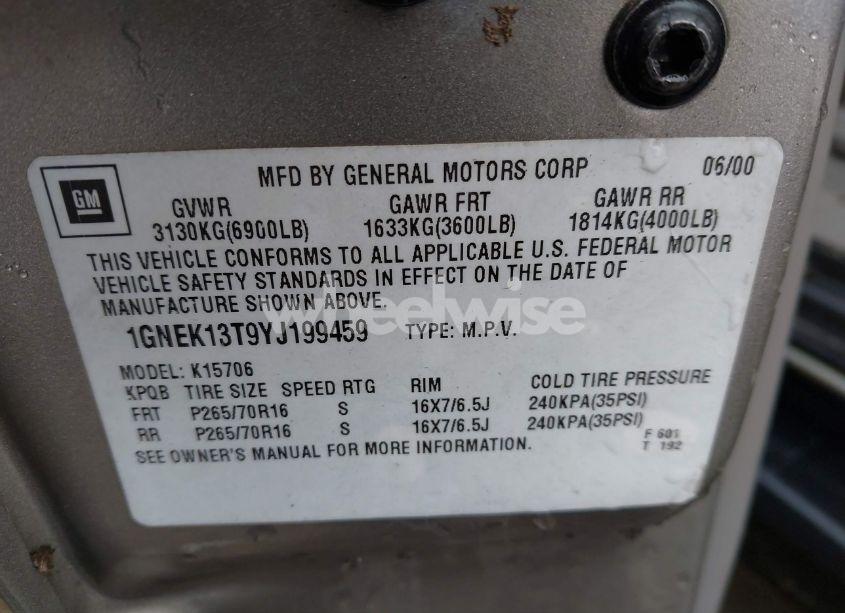 GM
MFD BY GENERAL MOTORS CORP 06/00
GVWR GAWR FRT GAWR RR
3130KG(6900LB) 1633KG(3600LB) 1814KG(4000LB)
THIS VEHICLE CONFORMS TO ALL APPLICABLE U.S. FEDERAL MOTOR
VEHICLE SAFETY STANDARDS IN EFFECT ON THE DATE OF
MANUFACTURE SHOWN ABOVE.
wheelwise
1GNEK13T9YJ199459 TYPE: M.P.V.
MODEL: K15706
KPQB TIRE SIZE SPEED RTG RIM COLD TIRE PRESSURE
FRT P265/70R16 S 16X7/6.5J 240KPA(35PSI)
RR P265/70R16 S 16X7/6.5J 240KPA(35PSI)
SEE OWNER'S MANUAL FOR MORE INFORMATION.
F 601
T 192